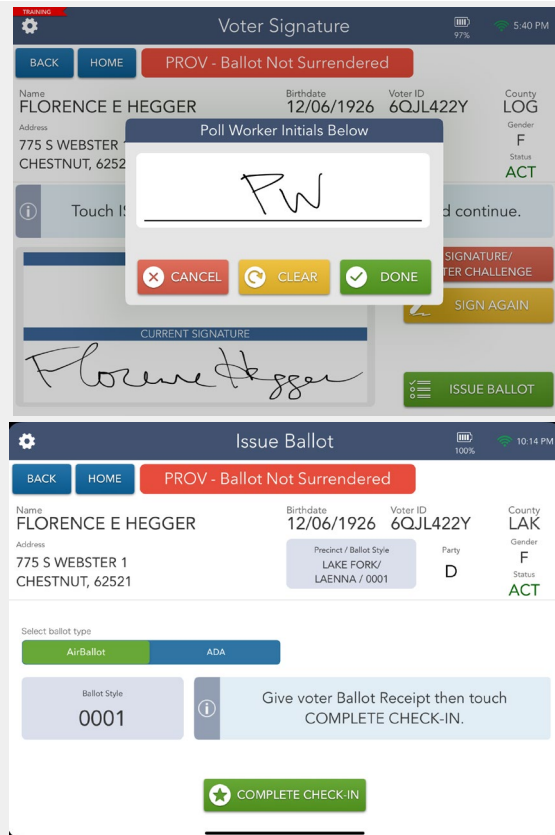 TRAINING
Voter Signature
97%
5:40 PM
BACK
HOME
PROV - Ballot Not Surrendered
Name
FLORENCE E HEGGER
Birthdate
12/06/1926
Voter ID
6QJL422Y
County
LOG
Address
775 S WEBSTER
CHESTNUT, 6252
Gender
F
Status
ACT
Poll Worker Initials Below
PW
CANCEL
CLEAR
DONE
Touch IS
d continue.
SIGNATURE/
TER CHALLENGE
SIGN AGAIN
CURRENT SIGNATURE
Florence Hegger
ISSUE BALLOT
Issue Ballot
100%
10:14 PM
BACK
HOME
PROV - Ballot Not Surrendered
Name
FLORENCE E HEGGER
Birthdate
12/06/1926
Voter ID
6QJL422Y
County
LAK
Address
775 S WEBSTER 1
CHESTNUT, 62521
Precinct / Ballot Style
LAKE FORK/
LAENNA / 0001
Party
D
Gender
F
Status
ACT
Select ballot type
AirBallot
ADA
Ballot Style
0001
Give voter Ballot Receipt then touch
COMPLETE CHECK-IN.
COMPLETE CHECK-IN